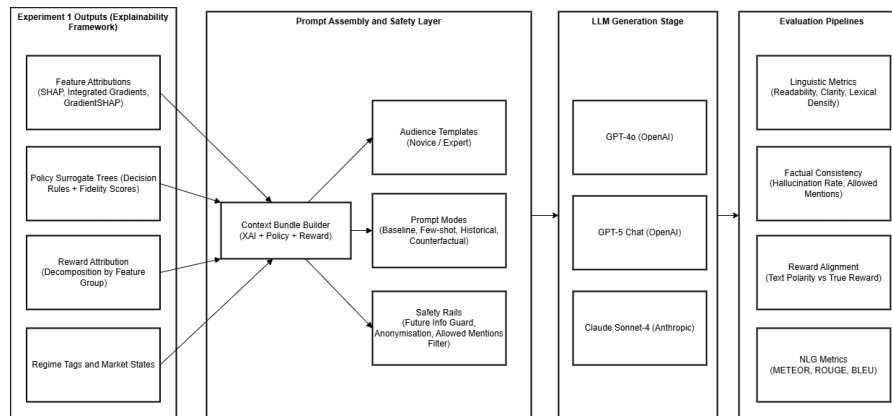 Experiment 1 Outputs (Explainability
Framework)
Feature Attributions
(SHAP, Integrated Gradients,
GradientSHAP)
Policy Surrogate Trees (Decision
Rules + Fidelity Scores)
Reward Attribution
(Decomposition by Feature
Group)
Regime Tags and Market States
Prompt Assembly and Safety Layer
Context Bundle Builder
(XAI + Policy + Reward)
Audience Templates
(Novice / Expert)
Prompt Modes
(Baseline, Few-shot, Historical,
Counterfactual)
Safety Rails
(Future Info Guard,
Anonymisation, Allowed Mentions
Filter)
LLM Generation Stage
GPT-4o (OpenAI)
GPT-5 Chat (OpenAI)
Claude Sonnet-4 (Anthropic)
Evaluation Pipelines
Linguistic Metrics
(Readability, Clarity, Lexical
Density)
Factual Consistency
(Hallucination Rate, Allowed
Mentions)
Reward Alignment
(Text Polarity vs True Reward)
NLG Metrics
(METEOR, ROUGE, BLEU)